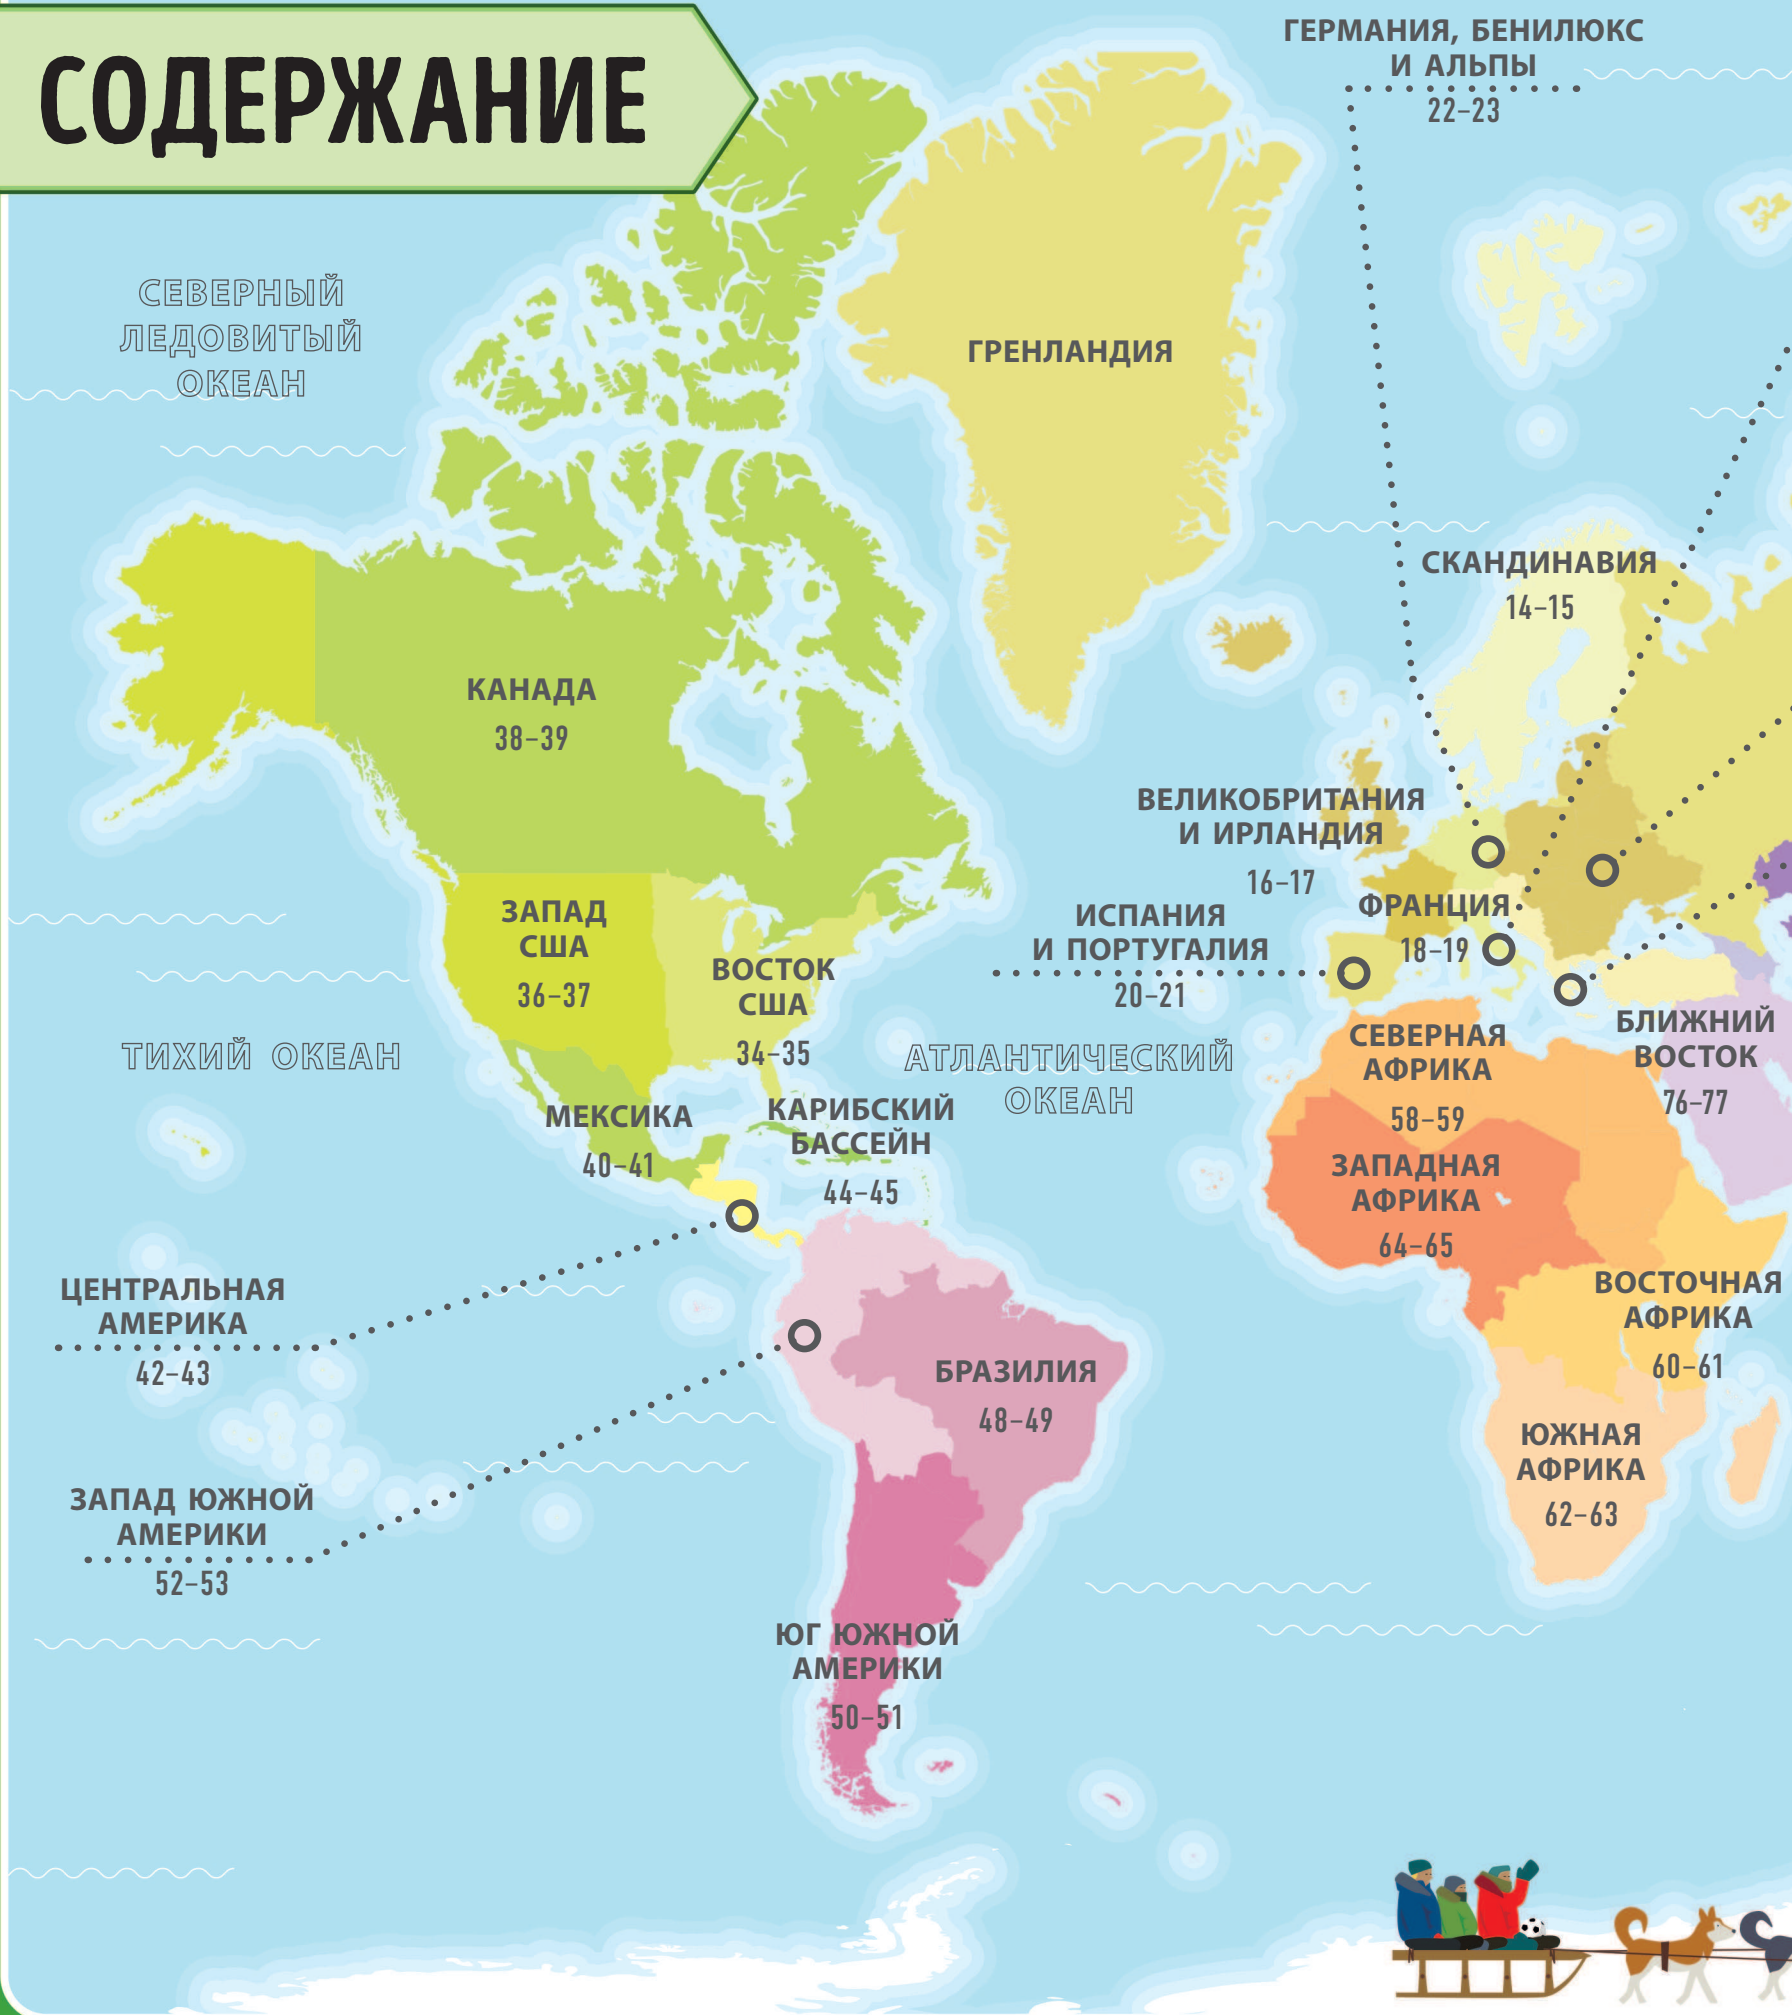 СОДЕРЖАНИЕ
ГЕРМАНИЯ, БЕНИЛЮКС
И АЛЬПЫ
22–23
СЕВЕРНЫЙ
ЛЕДОВИТЫЙ
ОКЕАН
ГРЕНЛАНДИЯ
СКАНДИНАВИЯ
14–15
КАНАДА
38–39
ВЕЛИКОБРИТАНИЯ
И ИРЛАНДИЯ
16–17
ФРАНЦИЯ
18–19
ИСПАНИЯ
И ПОРТУГАЛИЯ
20–21
ЗАПАД
США
36–37
ВОСТОК
США
34–35
ТИХИЙ ОКЕАН
АТЛАНТИЧЕСКИЙ
ОКЕАН
СЕВЕРНАЯ
АФРИКА
58–59
БЛИЖНИЙ
ВОСТОК
76–77
МЕКСИКА
40–41
КАРИБСКИЙ
БАССЕЙН
44–45
ЗАПАДНАЯ
АФРИКА
64–65
ЦЕНТРАЛЬНАЯ
АМЕРИКА
42–43
ВОСТОЧНАЯ
АФРИКА
60–61
БРАЗИЛИЯ
48–49
ЮЖНАЯ
АФРИКА
62–63
ЗАПАД ЮЖНОЙ
АМЕРИКИ
52–53
ЮГ ЮЖНОЙ
АМЕРИКИ
50–51